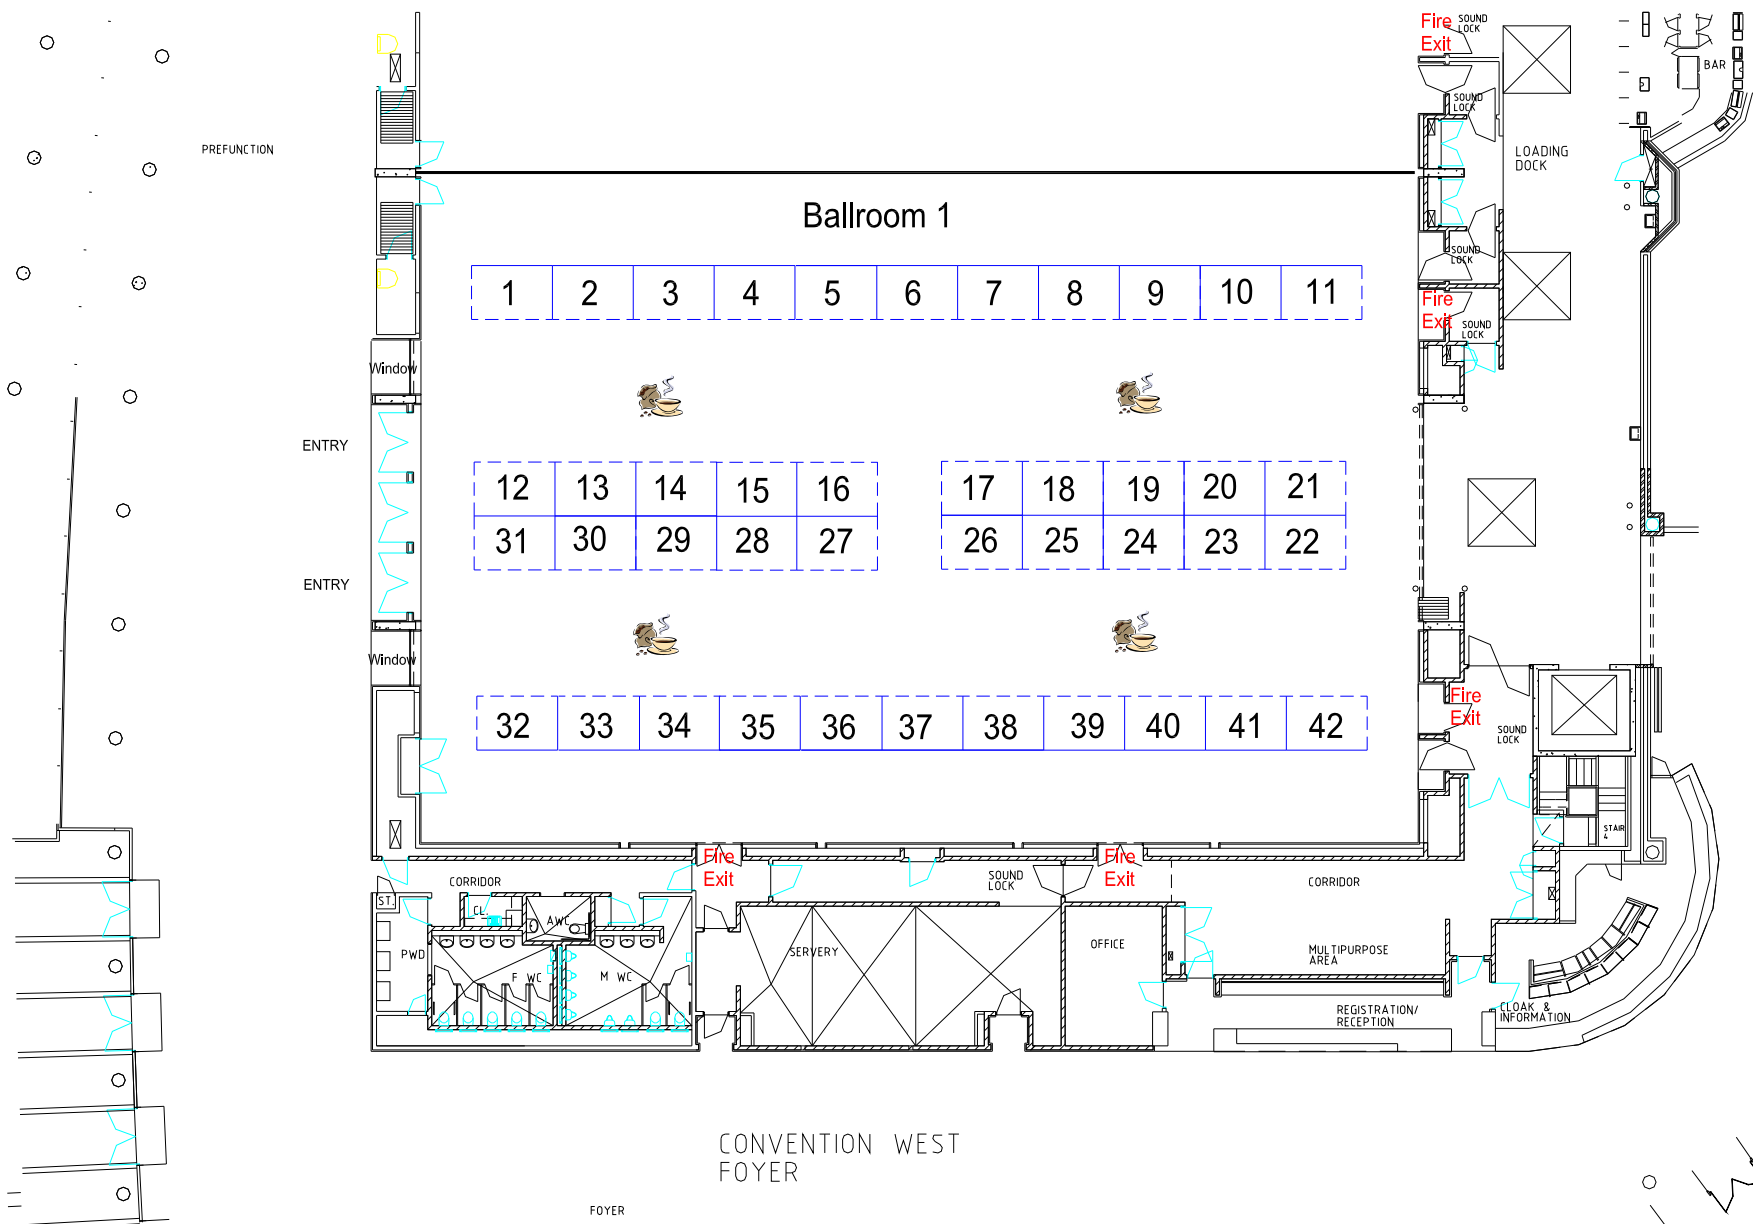 Fire
Exit
SOUND
LOCK
BAR
SOUND
LOCK
PREFUNCTION
LOADING
DOCK
Ballroom 1
SOUND
LOCK
1 2 3 4 5 6 7 8 9 10 11
Fire
Exit
SOUND
LOCK
Window
ENTRY
12 13 14 15 16 17 18 19 20 21
31 30 29 28 27 26 25 24 23 22
ENTRY
Window
32 33 34 35 36 37 38 39 40 41 42
Fire
Exit
SOUND
LOCK
STAIR
4
Fire
Exit
Fire
Exit
CORRIDOR
SOUND
LOCK
CORRIDOR
ST.
CL.
AWC
PWD
F WC
M WC
SERVERY
OFFICE
MULTIPURPOSE
AREA
REGISTRATION/
RECEPTION
CLOAK &
INFORMATION
CONVENTION WEST
FOYER
FOYER